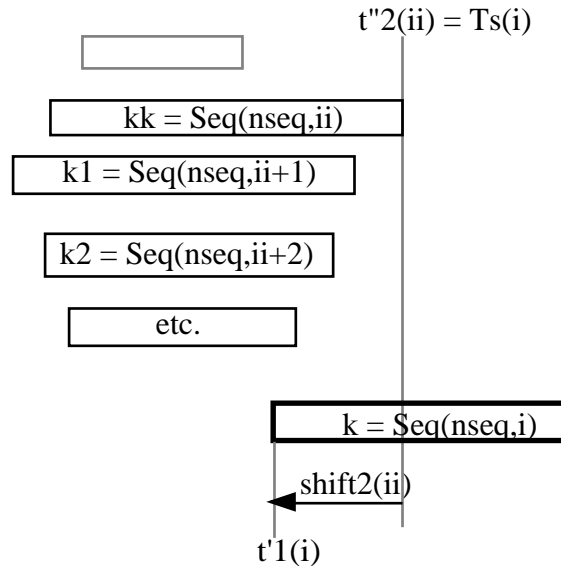 t"2(ii) = Ts(i)
kk = Seq(nseq,ii)
k1 = Seq(nseq,ii+1)
k2 = Seq(nseq,ii+2)
etc.
k = Seq(nseq,i)
shift2(ii)
t'1(i)